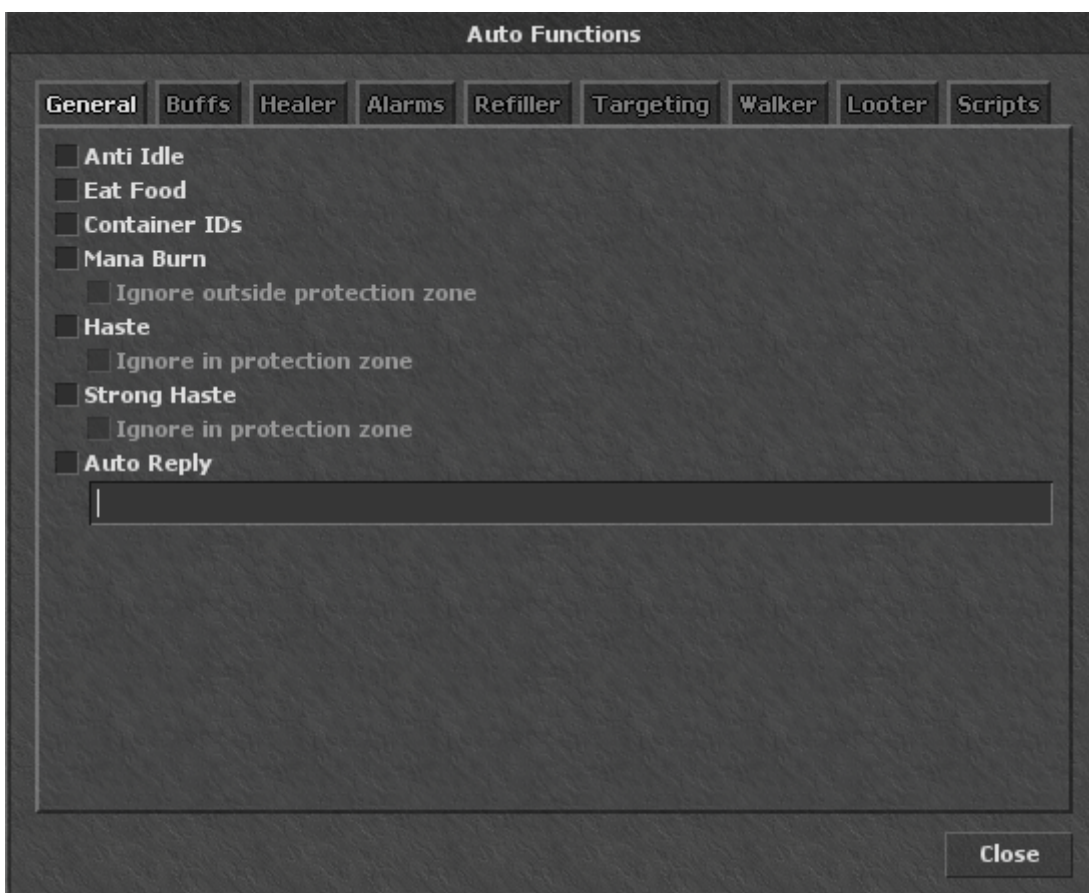 Auto Functions
General Buffs Healer Alarms Refiller Targeting Walker Looter Scripts
Anti Idle
Eat Food
Container IDs
Mana Burn
Ignore outside protection zone
Haste
Ignore in protection zone
Strong Haste
Ignore in protection zone
Auto Reply
Close